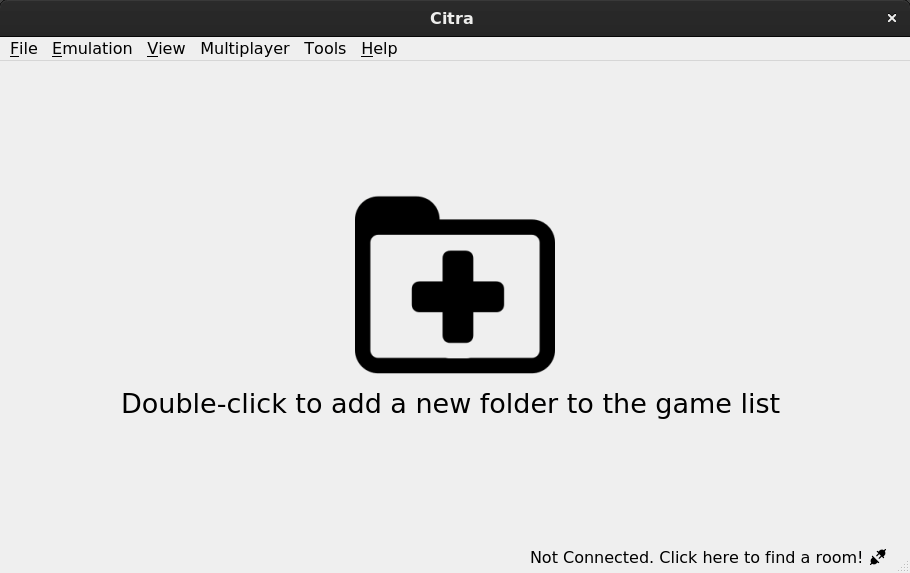 Citra
File Emulation View Multiplayer Tools Help
Double-click to add a new folder to the game list
Not Connected. Click here to find a room!